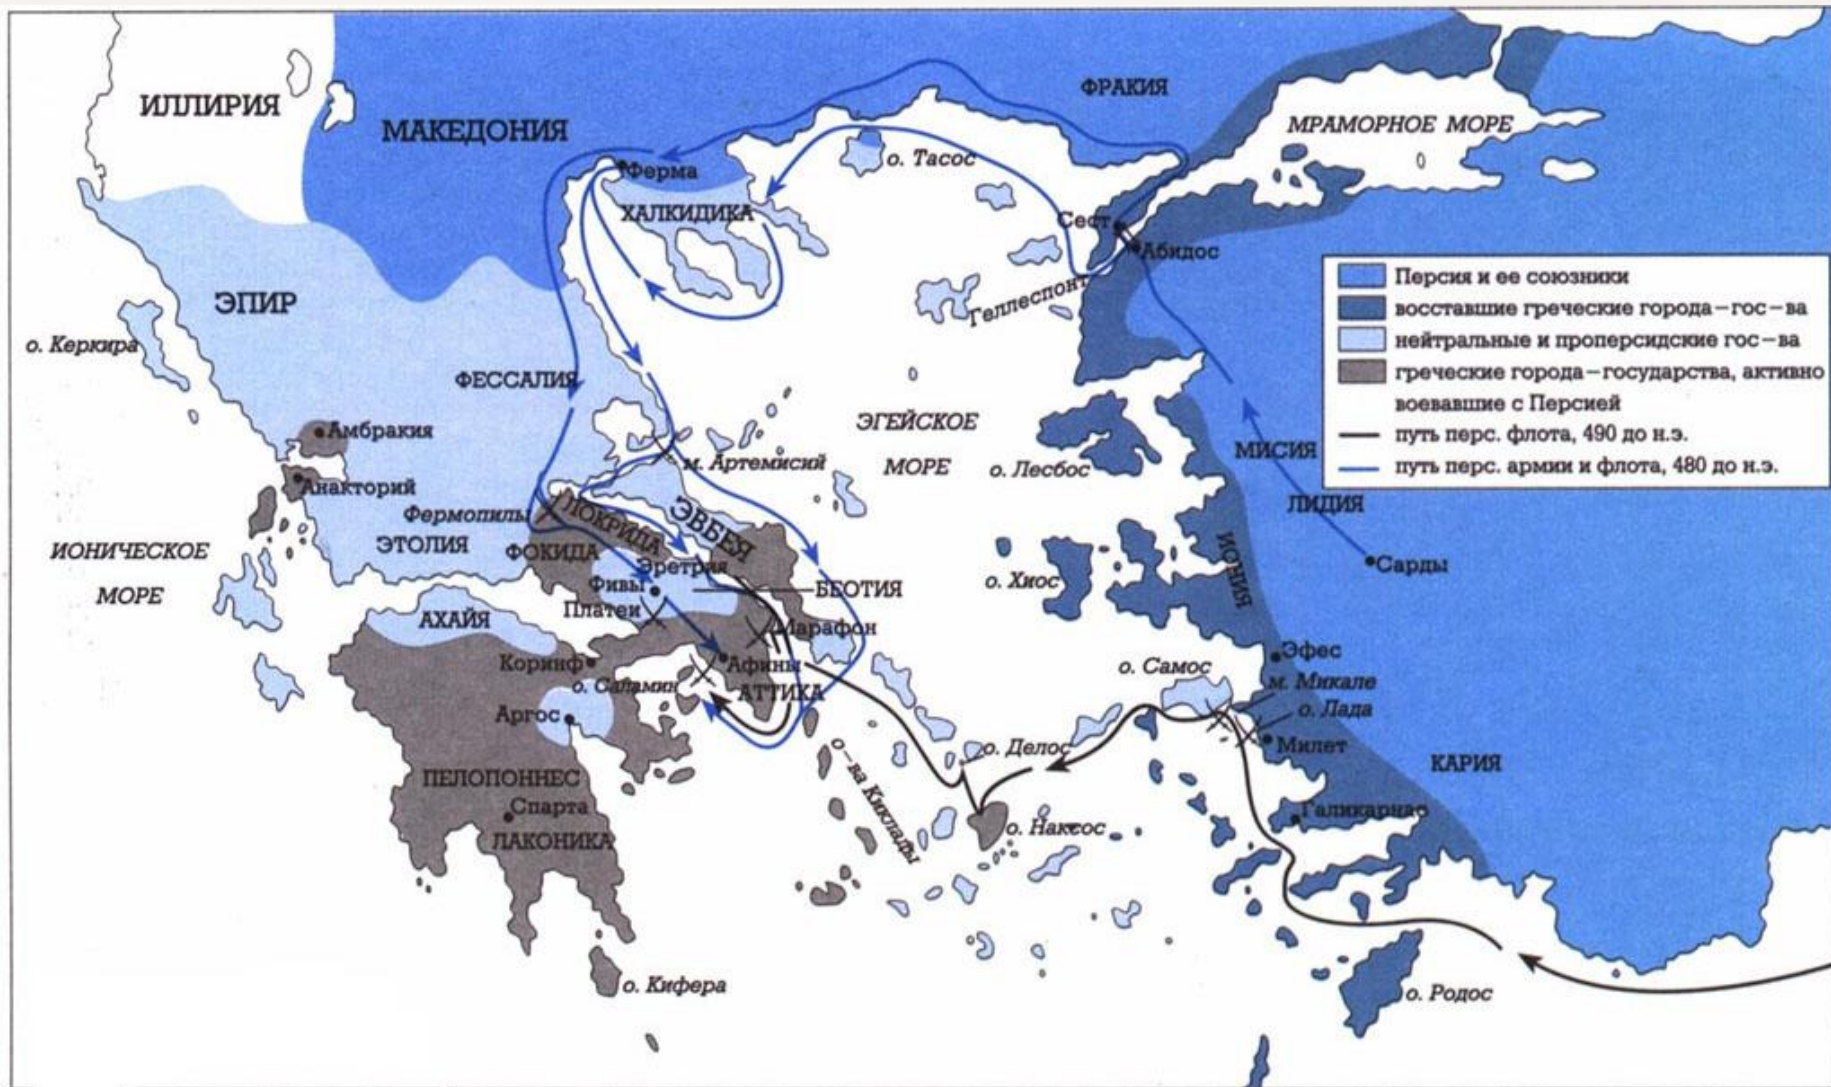 ИЛЛИРИЯ
МАКЕДОНИЯ
ФРАКИЯ
МРАМОРНОЕ МОРЕ
о. Тасос
Ферма
ХАЛКИДИКА
Сест
Абидос
Геллеспонт
ЭПИР
о. Керкира
ФЕССАЛИЯ
Персия и ее союзники
восставшие греческие города-гос-ва
нейтральные и проперсидские гос-ва
греческие города-государства, активно
воевавшие с Персией
путь перс. флота, 490 до н.э.
путь перс. армии и флота, 480 до н.э.
Амбракия
ЭГЕЙСКОЕ
МОРЕ
о. Лесбос
МИСИЯ
м. Артемисий
Анакторий
Фермопилы
ЛОКРИДА
ЭВБЕЯ
ЛИДИЯ
ИОНИЧЕСКОЕ
МОРЕ
ЭТОЛИЯ
ФОКИДА
Эретрия
Сарды
ИОНИЯ
о. Хиос
Фивы
БЕОТИЯ
Платеи
АХАЙЯ
Марафон
Коринф
Афины
о. Саламин
АТТИКА
Эфес
о. Самос
м. Микале
о. Лада
Аргос
Милет
о. Делос
КАРИЯ
ПЕЛОПОННЕС
о-ва Киклады
Спарта
Галикарнас
о. Наксос
ЛАКОНИКА
о. Кифера
о. Родос